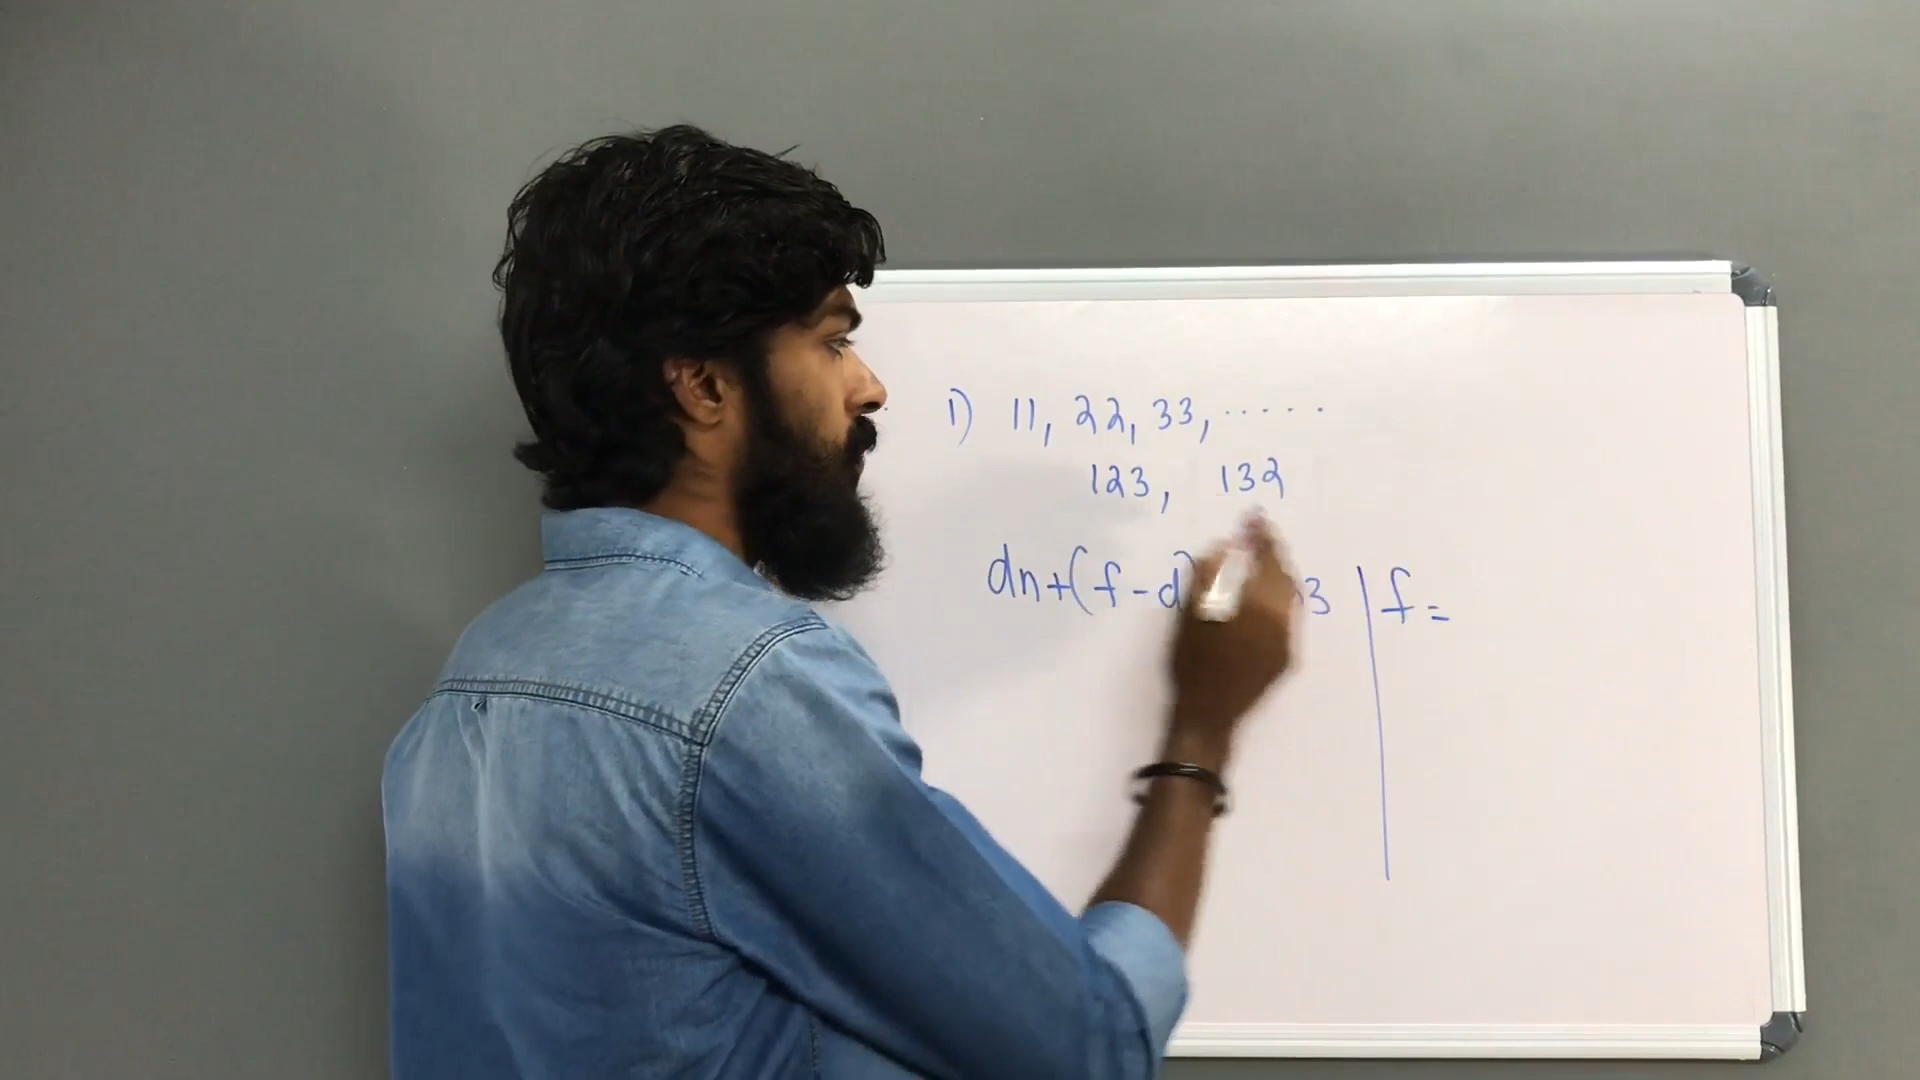 1) 11, 22, 33, ......
123, 132
dn+(f-d) 3 | f =